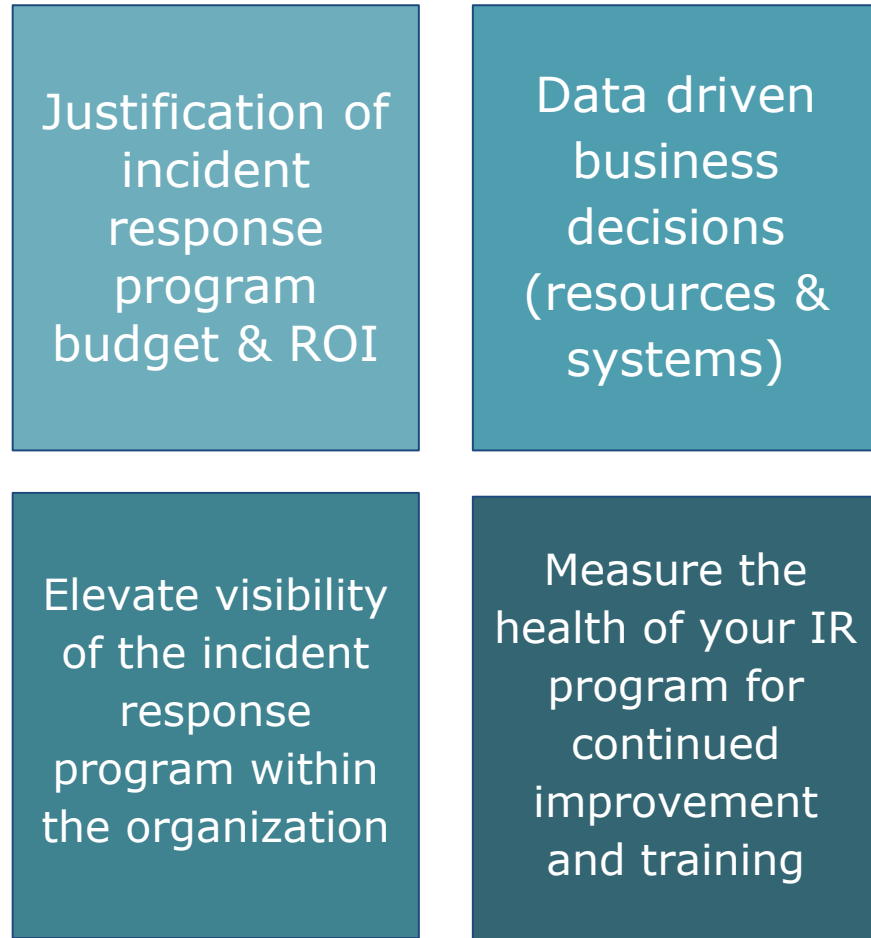 Justification of
incident
response
program
budget & ROI
Data driven
business
decisions
(resources &
systems)
Elevate visibility
of the incident
response
program within
the organization
Measure the
health of your IR
program for
continued
improvement
and training